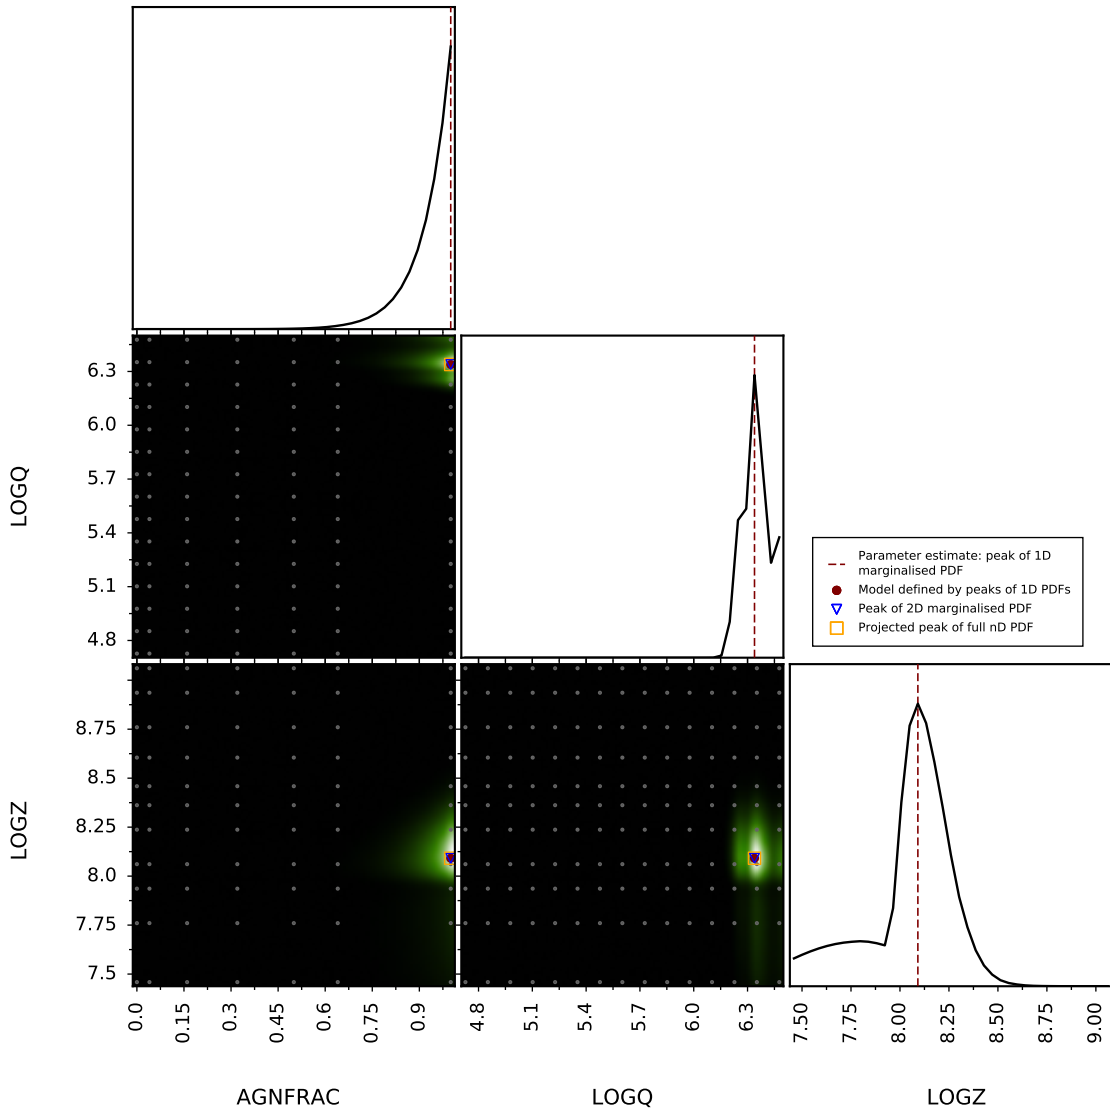 6.3
6.0
5.7
5.4
5.1
4.8
LOGQ
Parameter estimate: peak of 1D
marginalised PDF
Model defined by peaks of 1D PDFs
Peak of 2D marginalised PDF
Projected peak of full nD PDF
8.75
8.5
8.25
8.0
7.75
7.5
LOGZ
0.0 0.15 0.3 0.45 0.6 0.75 0.9
4.8 5.1 5.4 5.7 6.0 6.3
7.50 7.75 8.00 8.25 8.50 8.75 9.00
AGNFRAC LOGQ LOGZ